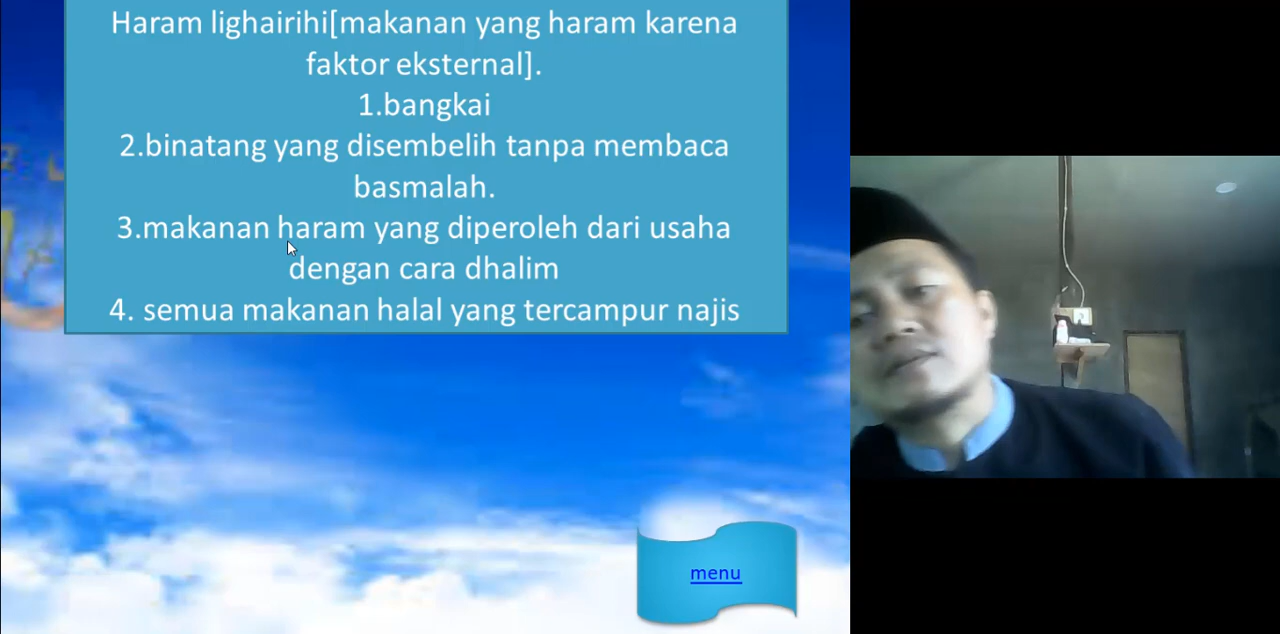 Haram lighairihi[makanan yang haram karena
faktor eksternal].
1.bangkai
2.binatang yang disembelih tanpa membaca
basmalah.
3.makanan haram yang diperoleh dari usaha
dengan cara dhalim
4. semua makanan halal yang tercampur najis
menu